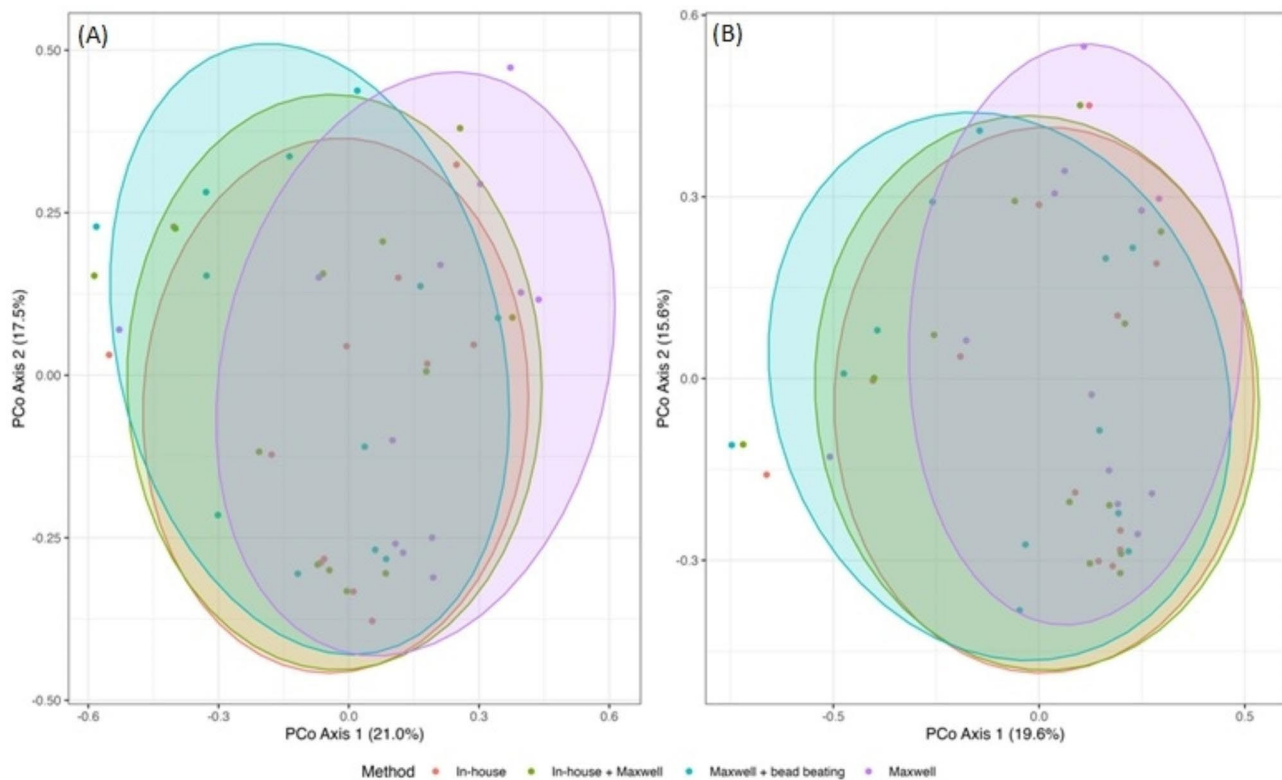 (A)
0.50
0.25
0.00
-0.25
-0.50
PCo Axis 2 (17.5%)
-0.6 -0.3 0.0 0.3 0.6
PCo Axis 1 (21.0%)
(B)
0.6
0.3
0.0
-0.3
PCo Axis 2 (15.6%)
-0.5 0.0 0.5
PCo Axis 1 (19.6%)
Method In-house In-house + Maxwell Maxwell + bead beating Maxwell